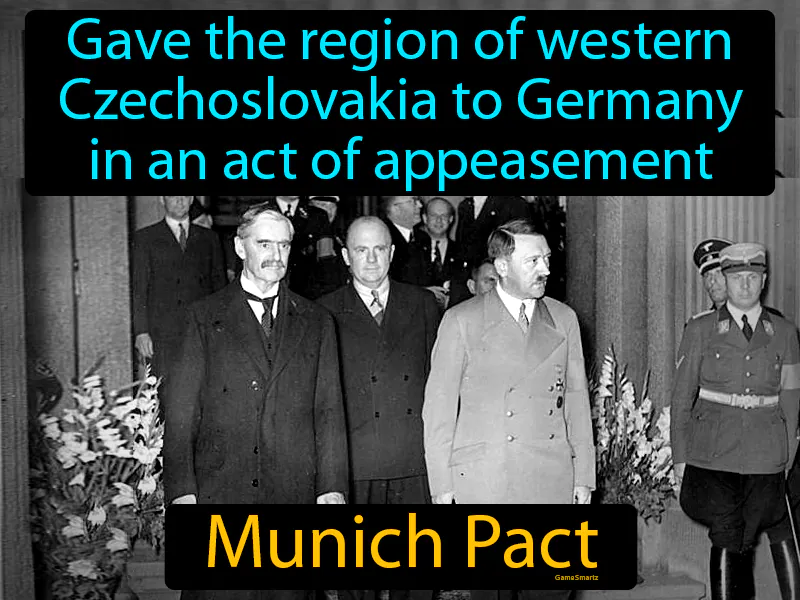 Gave the region of western
Czechoslovakia to Germany
in an act of appeasement
Munich Pact
GameSmartz